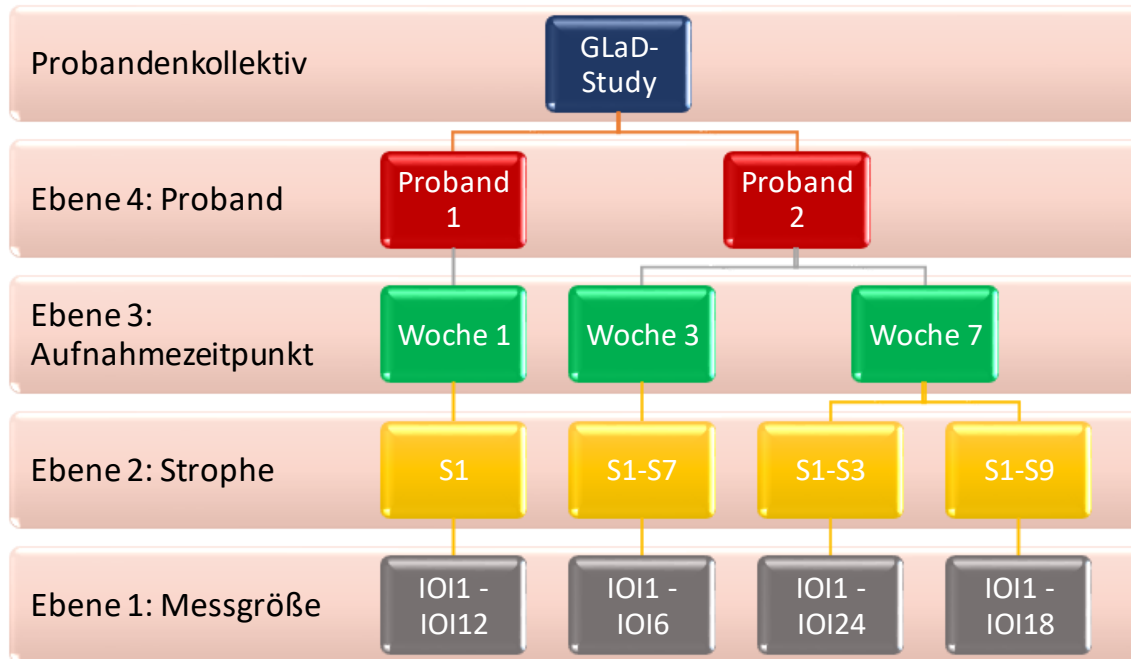 Probandenkollektiv
GLaD-
Study
Ebene 4: Proband
Proband
1
Proband
2
Ebene 3:
Aufnahmezeitpunkt
Woche 1
Woche 3
Woche 7
Ebene 2: Strophe
S1
S1-S7
S1-S3
S1-S9
Ebene 1: Messgröße
IOI1 -
IOI12
IOI1 -
IOI6
IOI1 -
IOI24
IOI1 -
IOI18